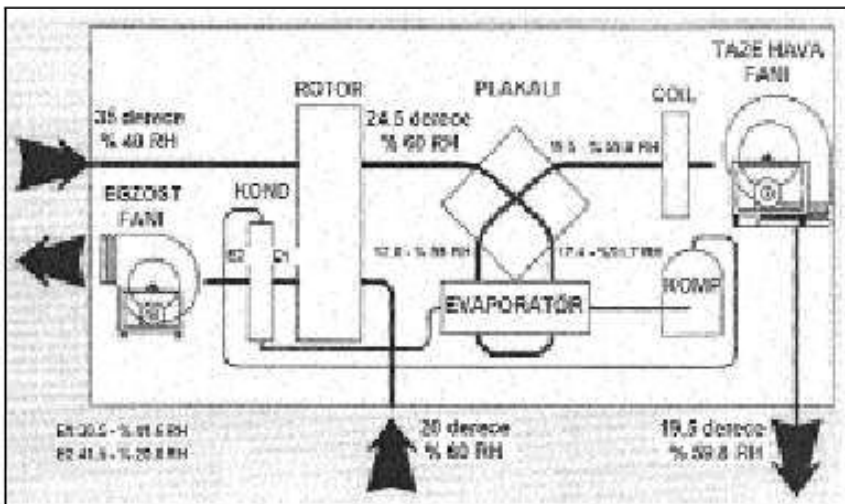 TAZE HAVA
FANI
ROTOR
PLAKALI
COIL
35 derece
% 40 RH
24.5 derece
% 60 RH
EGZOST
FANI
KOND
E2
E1
EVAPORATÖR
KOMP
20 derece
% 60 RH
19.5 derece
% 59.8 RH